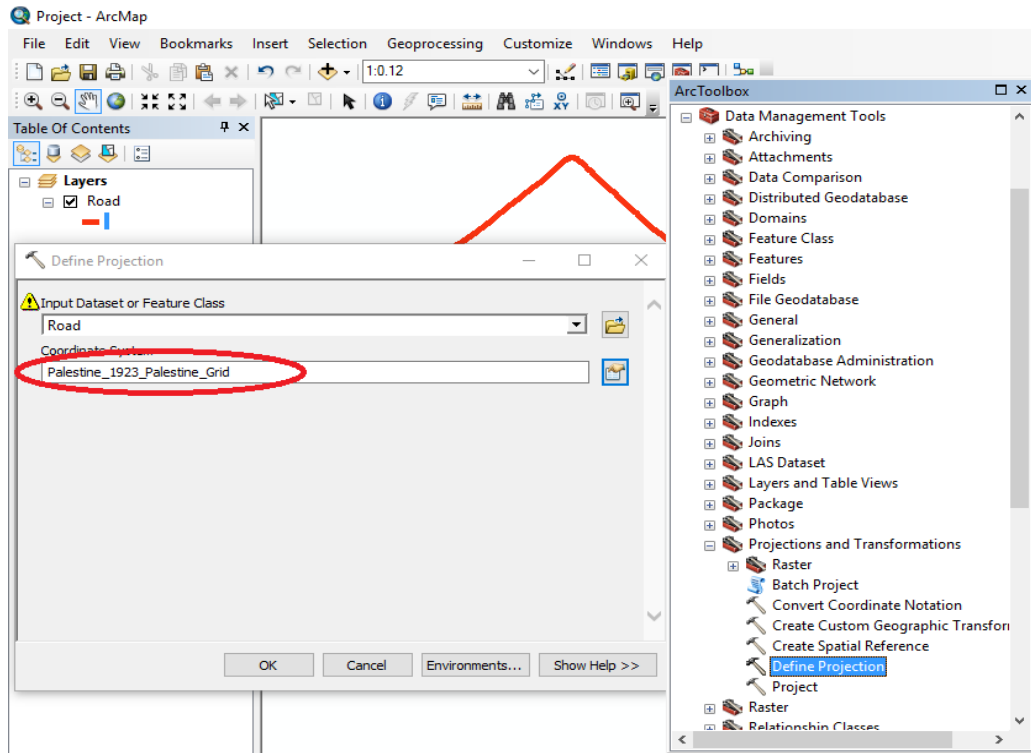 Project - ArcMap
File Edit View Bookmarks Insert Selection Geoprocessing Customize Windows Help
1:0.12
Table Of Contents
Layers
Road
Define Projection
Input Dataset or Feature Class
Road
Coordinate System
Palestine_1923_Palestine_Grid
OK Cancel Environments... Show Help >>
ArcToolbox
Data Management Tools
Archiving
Attachments
Data Comparison
Distributed Geodatabase
Domains
Feature Class
Features
Fields
File Geodatabase
General
Generalization
Geodatabase Administration
Geometric Network
Graph
Indexes
Joins
LAS Dataset
Layers and Table Views
Package
Photos
Projections and Transformations
Raster
Batch Project
Convert Coordinate Notation
Create Custom Geographic Transfor
Create Spatial Reference
Define Projection
Project
Raster
Relationship Classes